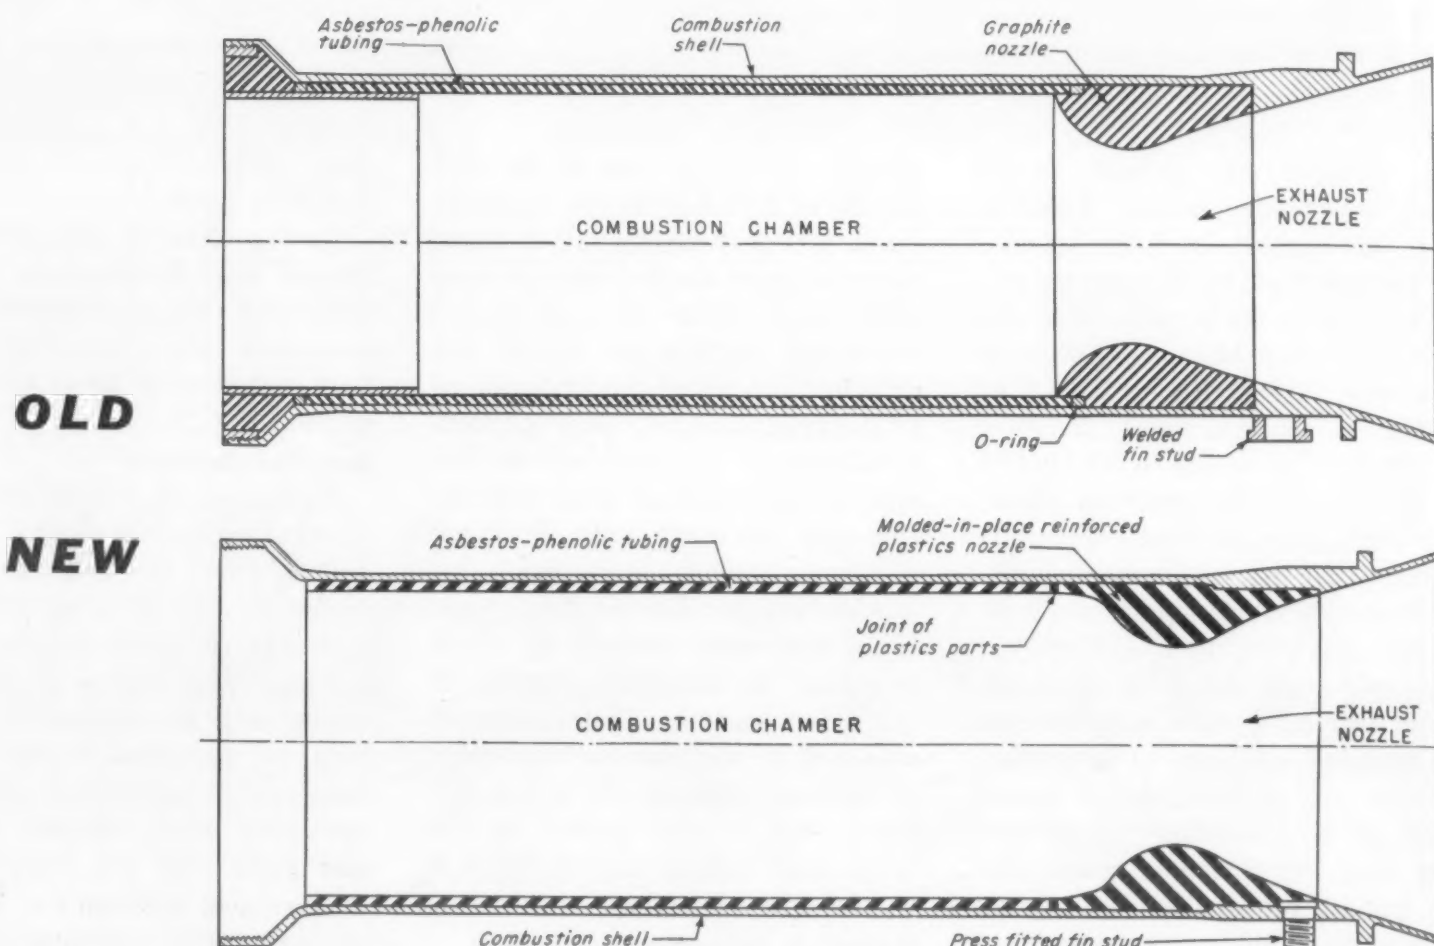 Asbestos-phenolic
tubing
Combustion
shell
Graphite
nozzle
EXHAUST
NOZZLE
COMBUSTION CHAMBER
OLD
O-ring
Welded
fin stud
NEW
Asbestos-phenolic tubing
Molded-in-place reinforced
plastics nozzle
Joint of
plastics parts
COMBUSTION CHAMBER
EXHAUST
NOZZLE
Combustion shell
Press fitted fin stud